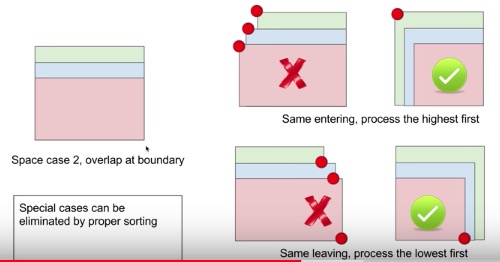 Same entering, process the highest first
Space case 2, overlap at boundary
Special cases can be
eliminated by proper sorting
Same leaving, process the lowest first